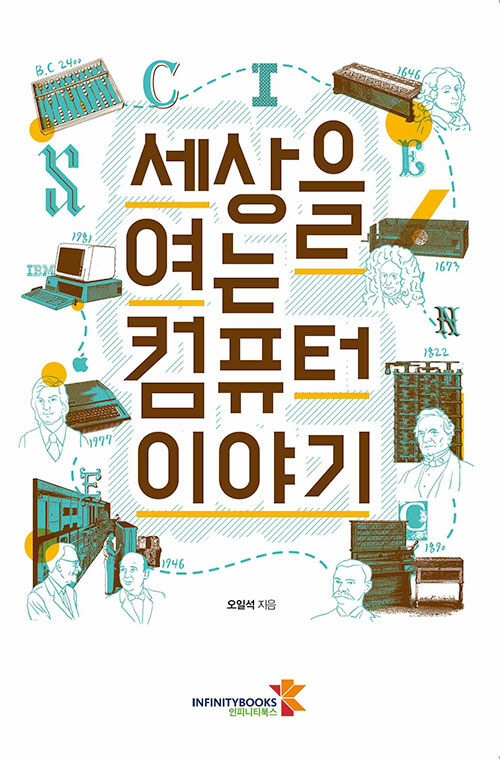 B.C 2400
C
I
1646
S
E
세상을
여는
컴퓨터
이야기
1981
IBM
1673
N
1822
1977
E
C
1946
1890
오일석 지음
INFINITYBOOKS
인피니티북스